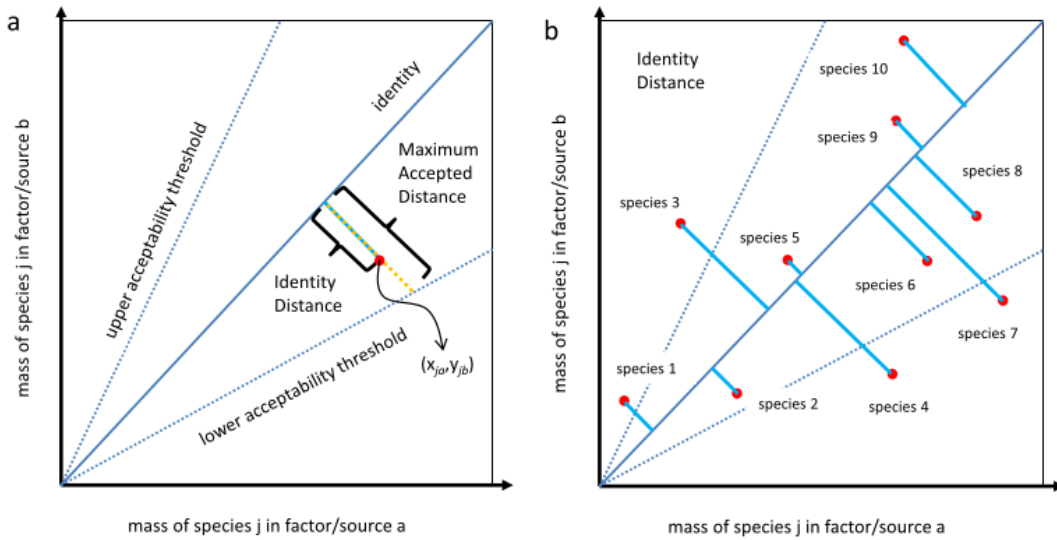 a
mass of species j in factor/source b
upper acceptability threshold
identity
Maximum
Accepted
Distance
Identity
Distance
(xja,yjb)
lower acceptability threshold
mass of species j in factor/source a
b
mass of species j in factor/source b
Identity
Distance
species 10
species 9
species 8
species 3
species 5
species 6
species 7
species 1
species 2
species 4
mass of species j in factor/source a